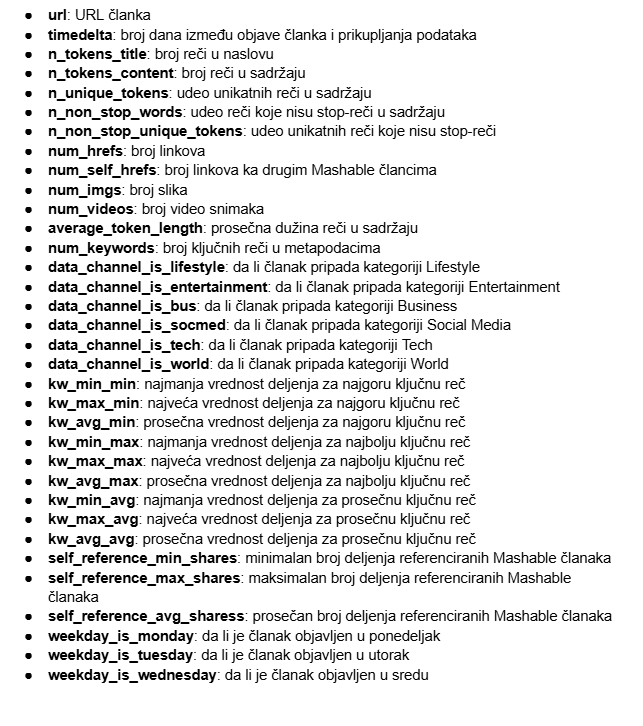 ● url: URL članka
● timedelta: broj dana između objave članka i prikupljanja podataka
● n_tokens_title: broj reči u naslovu
● n_tokens_content: broj reči u sadržaju
● n_unique_tokens: udeo unikatnih reči u sadržaju
● n_non_stop_words: udeo reči koje nisu stop-reči u sadržaju
● n_non_stop_unique_tokens: udeo unikatnih reči koje nisu stop-reči
● num_hrefs: broj linkova
● num_self_hrefs: broj linkova ka drugim Mashable člancima
● num_imgs: broj slika
● num_videos: broj video snimaka
● average_token_length: prosečna dužina reči u sadržaju
● num_keywords: broj ključnih reči u metapodacima
● data_channel_is_lifestyle: da li članak pripada kategoriji Lifestyle
● data_channel_is_entertainment: da li članak pripada kategoriji Entertainment
● data_channel_is_bus: da li članak pripada kategoriji Business
● data_channel_is_socmed: da li članak pripada kategoriji Social Media
● data_channel_is_tech: da li članak pripada kategoriji Tech
● data_channel_is_world: da li članak pripada kategoriji World
● kw_min_min: najmanja vrednost deljenja za najgoru ključnu reč
● kw_max_min: najveća vrednost deljenja za najgoru ključnu reč
● kw_avg_min: prosečna vrednost deljenja za najgoru ključnu reč
● kw_min_max: najmanja vrednost deljenja za najbolju ključnu reč
● kw_max_max: najveća vrednost deljenja za najbolju ključnu reč
● kw_avg_max: prosečna vrednost deljenja za najbolju ključnu reč
● kw_min_avg: najmanja vrednost deljenja za prosečnu ključnu reč
● kw_max_avg: najveća vrednost deljenja za prosečnu ključnu reč
● kw_avg_avg: prosečna vrednost deljenja za prosečnu ključnu reč
● self_reference_min_shares: minimalan broj deljenja referenciranih Mashable članaka
● self_reference_max_shares: maksimalan broj deljenja referenciranih Mashable
članaka
● self_reference_avg_sharess: prosečan broj deljenja referenciranih Mashable članaka
● weekday_is_monday: da li je članak objavljen u ponedeljak
● weekday_is_tuesday: da li je članak objavljen u utorak
● weekday_is_wednesday: da li je članak objavljen u sredu